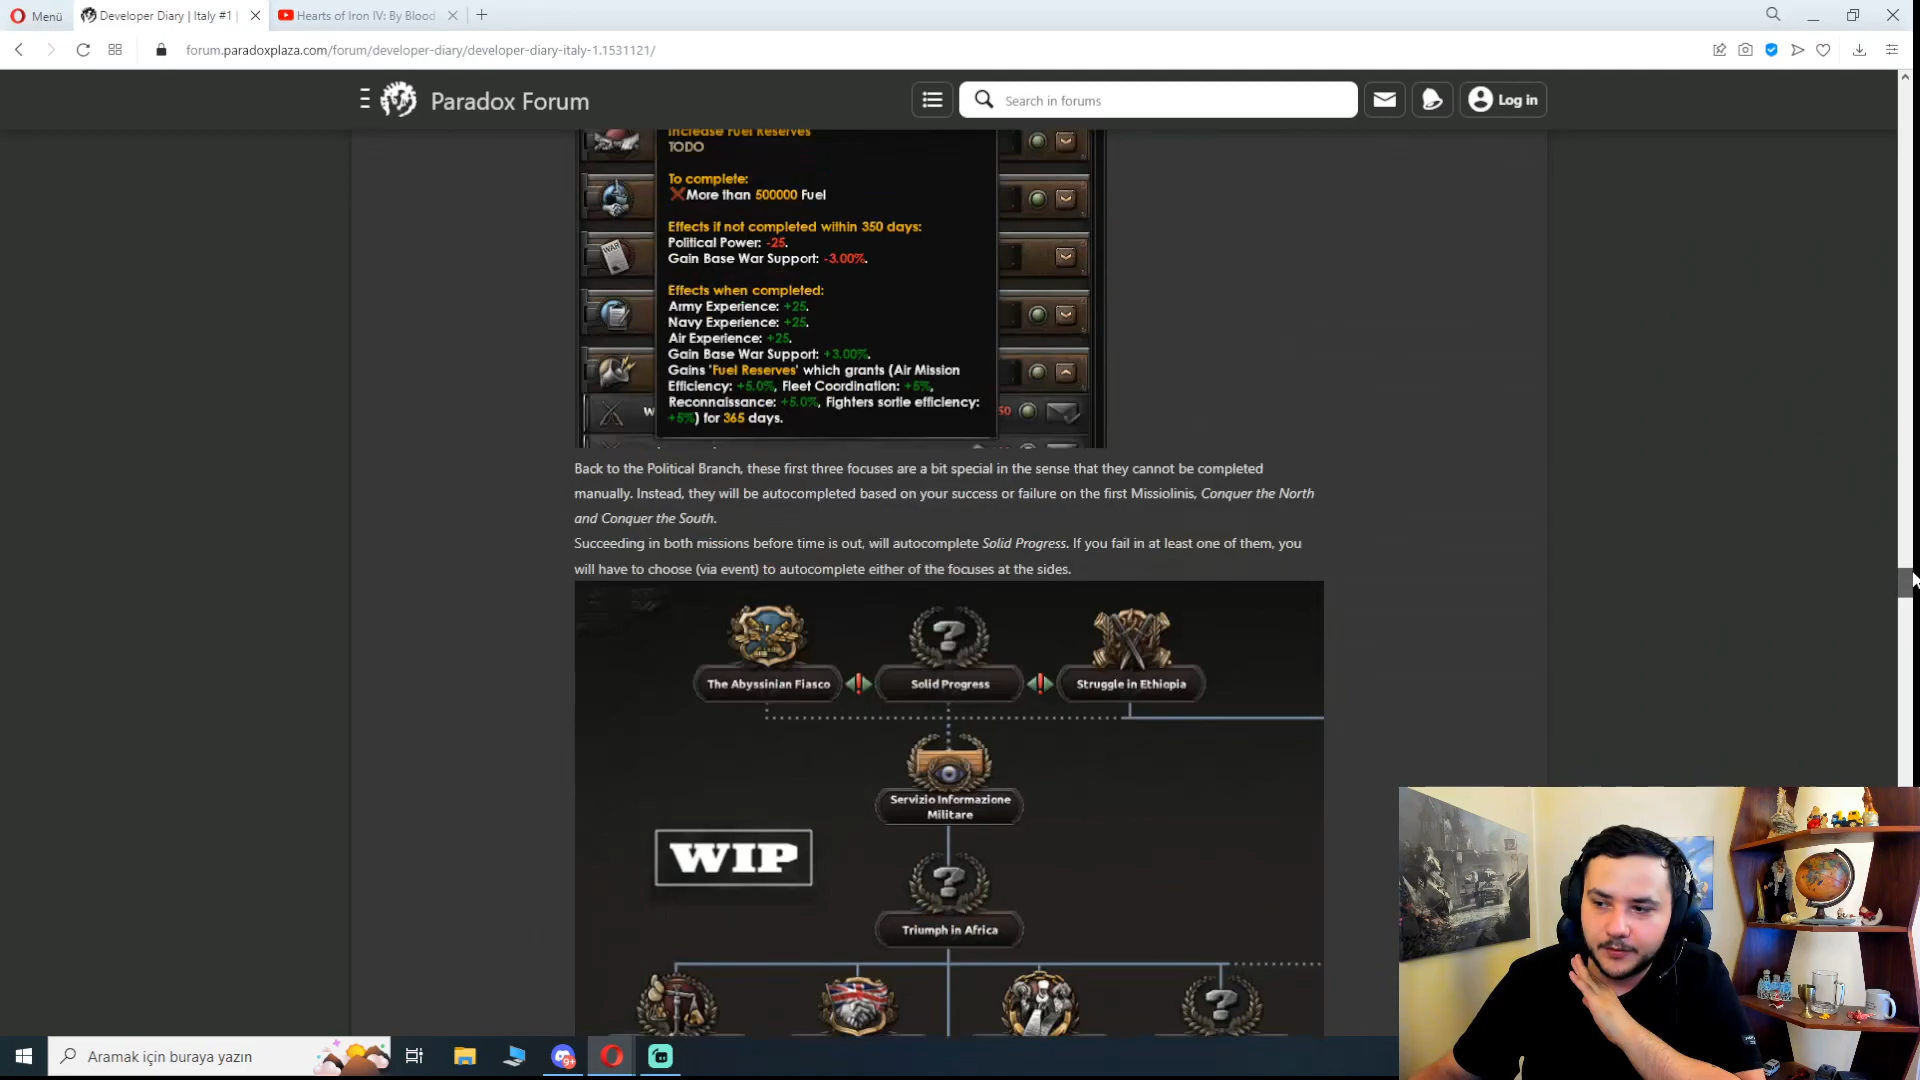 Menü
Developer Diary | Italy #1 |
Hearts of Iron IV: By Blood
forum.paradoxplaza.com/forum/developer-diary/developer-diary-italy-1.1531121/
Paradox Forum
Search in forums
Log in
Increase Fuel Reserves
TODO
To complete:
More than 500000 Fuel
Effects if not completed within 350 days:
Political Power: -25.
Gain Base War Support: -3.00%.
Effects when completed:
Army Experience: +25.
Navy Experience: +25.
Air Experience: +25.
Gain Base War Support: +3.00%.
Gains 'Fuel Reserves' which grants (Air Mission
Efficiency: +5.0%, Fleet Coordination: +5%,
Reconnaissance: +5.0%, Fighters sortie efficiency:
+5%) for 365 days.
WAR
W
50
Back to the Political Branch, these first three focuses are a bit special in the sense that they cannot be completed
manually. Instead, they will be autocompleted based on your success or failure on the first Missiolinis, Conquer the North
and Conquer the South.
Succeeding in both missions before time is out, will autocomplete Solid Progress. If you fail in at least one of them, you
will have to choose (via event) to autocomplete either of the focuses at the sides.
The Abyssinian Fiasco
Solid Progress
Struggle in Ethiopia
Servizio Informazione
Militare
WIP
Triumph in Africa
Aramak için buraya yazın
9+